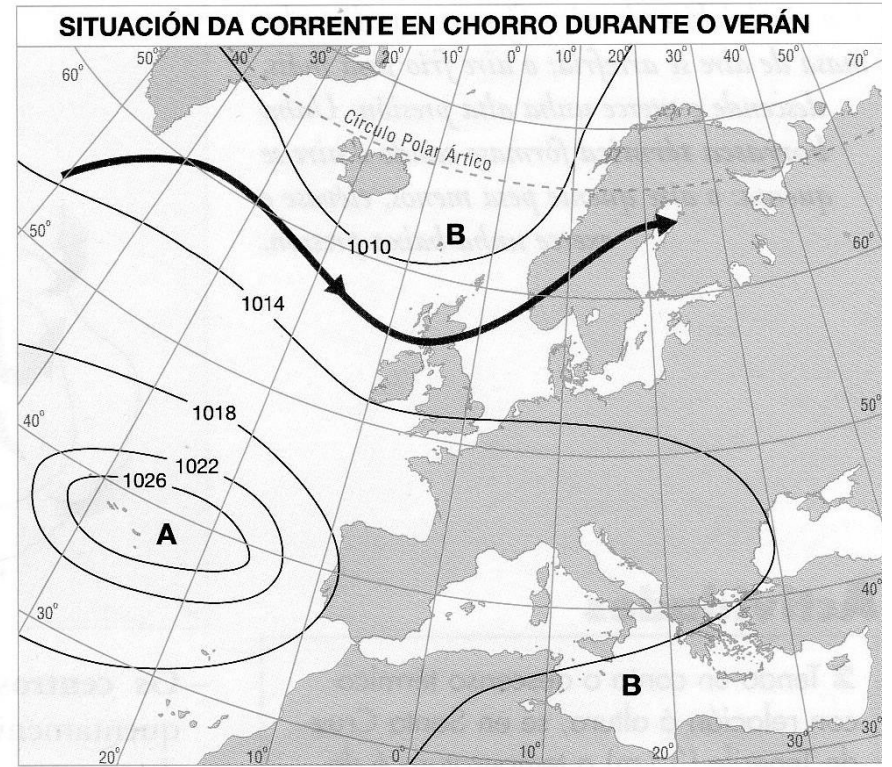 SITUACIÓN DA CORRENTE EN CHORRO DURANTE O VERÁN
60° 50° 40° 30° 20° 10° 0° 10° 20° 30° 40° 50° 70°
Círculo Polar Ártico
50°
1010
B
60°
1014
1018
50°
40°
1022
1026
A
40°
30°
B
20° 10° 0° 10° 20° 30° 30°